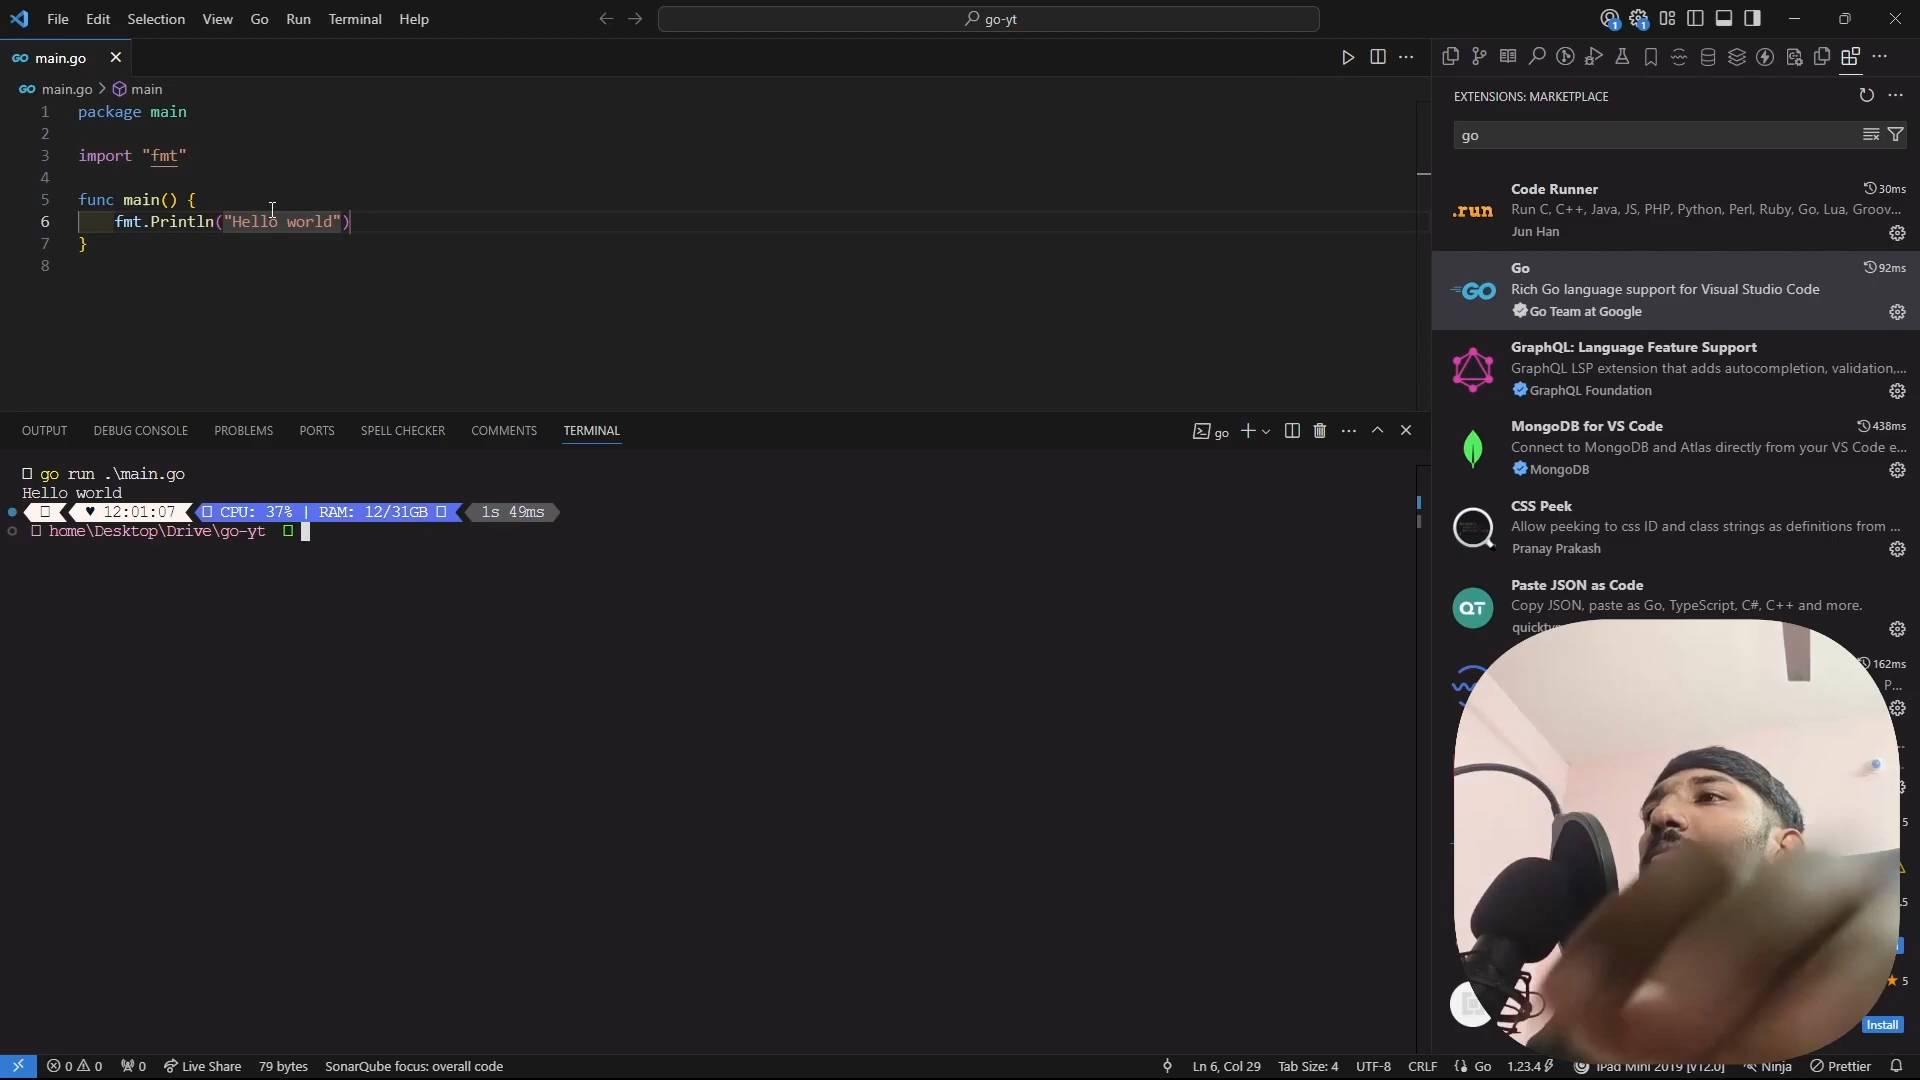 File Edit Selection View Go Run Terminal Help
go-yt
main.go
main.go > main
1 package main
2
3 import "fmt"
4
5 func main() {
6 fmt.Println("Hello world")
7 }
8
OUTPUT DEBUG CONSOLE PROBLEMS PORTS SPELL CHECKER COMMENTS TERMINAL
go
go run .\main.go
Hello world
♥ 12:01:07 CPU: 37% | RAM: 12/31GB 1s 49ms
home\Desktop\Drive\go-yt
EXTENSIONS: MARKETPLACE
go
Code Runner 30ms
.run
Run C, C++, Java, JS, PHP, Python, Perl, Ruby, Go, Lua, Groov...
Jun Han
Go 92ms
GO
Rich Go language support for Visual Studio Code
Go Team at Google
GraphQL: Language Feature Support
GraphQL LSP extension that adds autocompletion, validation,...
GraphQL Foundation
MongoDB for VS Code 438ms
Connect to MongoDB and Atlas directly from your VS Code e...
MongoDB
CSS Peek
Allow peeking to css ID and class strings as definitions from ...
Pranay Prakash
Paste JSON as Code
QT
Copy JSON, paste as Go, TypeScript, C#, C++ and more.
162ms
P...
5
Install
0 0 0 Live Share 79 bytes SonarQube focus: overall code
Ln 6, Col 29 Tab Size: 4 UTF-8 CRLF Go 1.23.4 iPad Mini 2019 [v12.0] Ninja Prettier